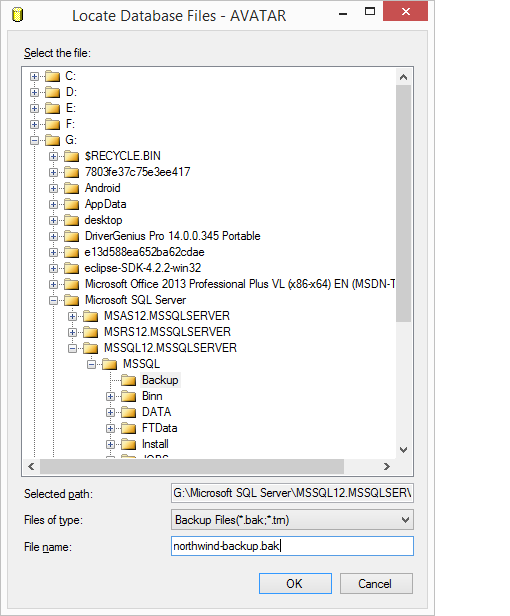 Locate Database Files - AVATAR
Select the file:
C:
D:
E:
F:
G:
$RECYCLE.BIN
7803fe37c75e3ee417
Android
AppData
desktop
DriverGenius Pro 14.0.0.345 Portable
e13d588ea652ba62cdae
eclipse-SDK-4.2.2-win32
Microsoft Office 2013 Professional Plus VL (x86-x64) EN (MSDN-T
Microsoft SQL Server
MSAS12.MSSQLSERVER
MSRS12.MSSQLSERVER
MSSQL12.MSSQLSERVER
MSSQL
Backup
Binn
DATA
FTData
Install
JOBS
Selected path: G:\Microsoft SQL Server\MSSQL12.MSSQLSER\
Files of type: Backup Files(*.bak;*.trn)
File name: northwind-backup.bak
OK Cancel